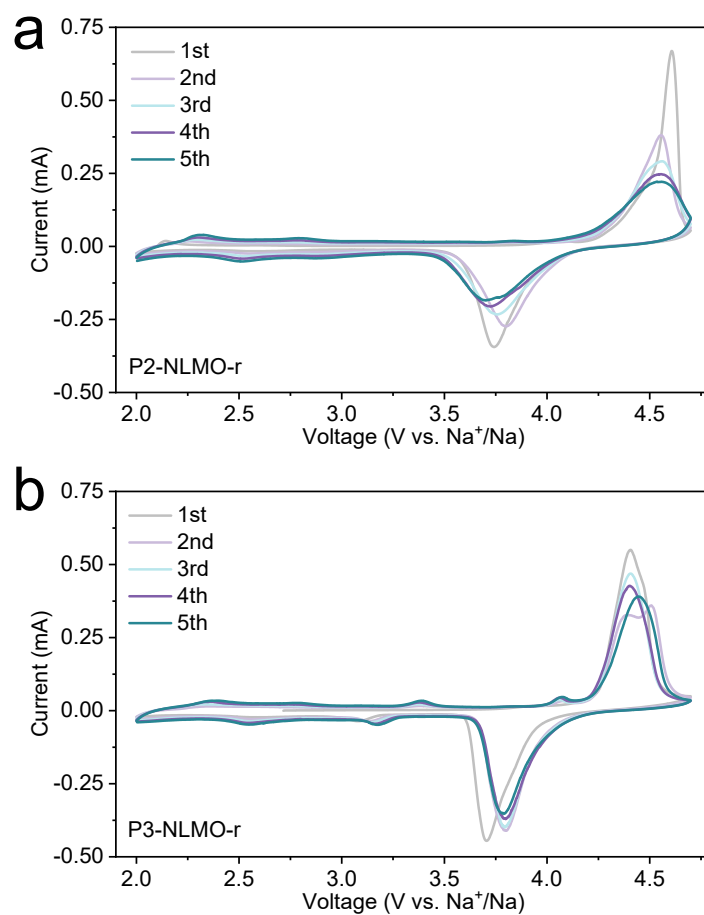 a
0.75
0.50
0.25
0.00
-0.25
-0.50
Current (mA)
1st
2nd
3rd
4th
5th
P2-NLMO-r
2.0 2.5 3.0 3.5 4.0 4.5
Voltage (V vs. Na⁺/Na)
b
0.75
0.50
0.25
0.00
-0.25
-0.50
Current (mA)
1st
2nd
3rd
4th
5th
P3-NLMO-r
2.0 2.5 3.0 3.5 4.0 4.5
Voltage (V vs. Na⁺/Na)